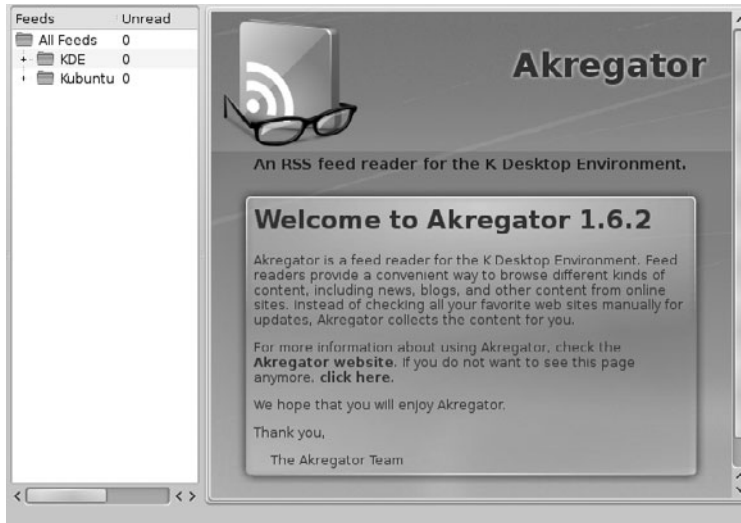 Feeds Unread
All Feeds 0
KDE 0
Kubuntu 0
Akregator
An RSS feed reader for the K Desktop Environment.
Welcome to Akregator 1.6.2
Akregator is a feed reader for the K Desktop Environment. Feed
readers provide a convenient way to browse different kinds of
content, including news, blogs, and other content from online
sites. Instead of checking all your favorite web sites manually for
updates, Akregator collects the content for you.
For more information about using Akregator, check the
Akregator website. If you do not want to see this page
anymore, click here.
We hope that you will enjoy Akregator.
Thank you,
The Akregator Team